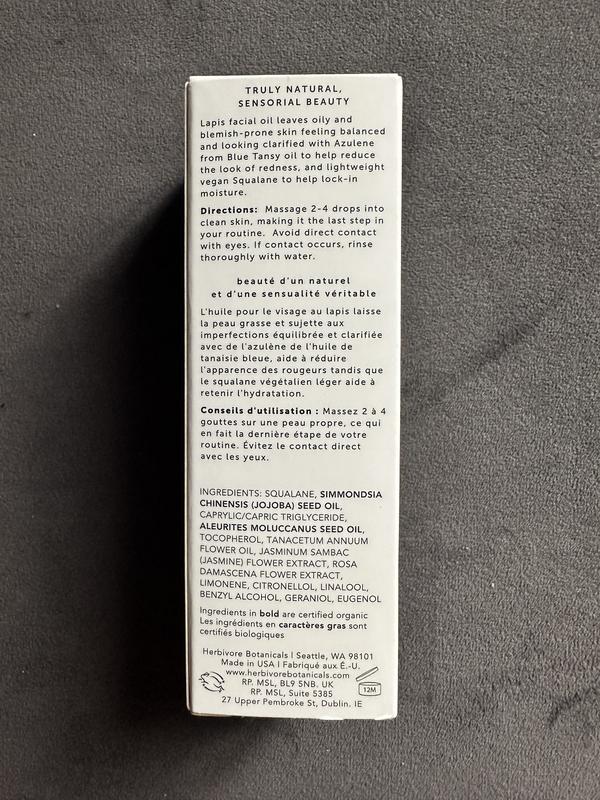 TRULY NATURAL,
SENSORIAL BEAUTY
Lapis facial oil leaves oily and
blemish-prone skin feeling balanced
and looking clarified with Azulene
from Blue Tansy oil to help reduce
the look of redness, and lightweight
vegan Squalane to help lock-in
moisture.
Directions: Massage 2-4 drops into
clean skin, making it the last step in
your routine. Avoid direct contact
with eyes. If contact occurs, rinse
thoroughly with water.
beauté d'un naturel
et d'une sensualité véritable
L'huile pour le visage au lapis laisse
la peau grasse et sujette aux
imperfections équilibrée et clarifiée
avec de l'azulène de l'huile de
tanaisie bleue, aide à réduire
l'apparence des rougeurs tandis que
le squalane végétalien léger aide à
retenir l'hydratation.
Conseils d'utilisation : Massez 2 à 4
gouttes sur une peau propre, ce qui
en fait la dernière étape de votre
routine. Évitez le contact direct
avec les yeux.
INGREDIENTS: SQUALANE, SIMMONDSIA
CHINENSIS (JOJOBA) SEED OIL,
CAPRYLIC/CAPRIC TRIGLYCERIDE,
ALEURITES MOLUCCANUS SEED OIL,
TOCOPHEROL, TANACETUM ANNUUM
FLOWER OIL, JASMINUM SAMBAC
(JASMINE) FLOWER EXTRACT, ROSA
DAMASCENA FLOWER EXTRACT,
LIMONENE, CITRONELLOL, LINALOOL,
BENZYL ALCOHOL, GERANIOL, EUGENOL
Ingredients in bold are certified organic
Les ingrédients en caractères gras sont
certifiés biologiques
Herbivore Botanicals | Seattle, WA 98101
Made in USA | Fabriqué aux É.-U.
www.herbivorebotanicals.com
RP. MSL, BL9 5NB. UK
RP. MSL, Suite 5385
27 Upper Pembroke St, Dublin. IE
12M